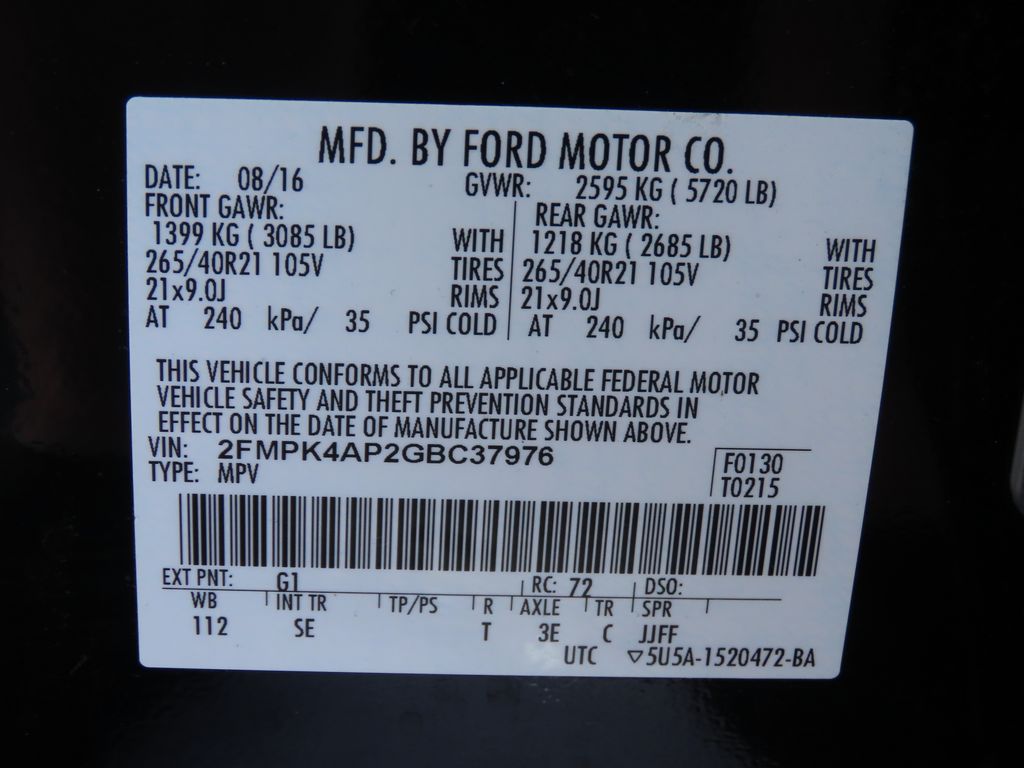 MFD. BY FORD MOTOR CO.
DATE: 08/16 GVWR: 2595 KG ( 5720 LB)
FRONT GAWR: REAR GAWR:
1399 KG ( 3085 LB) WITH 1218 KG ( 2685 LB) WITH
265/40R21 105V TIRES 265/40R21 105V TIRES
21x9.0J RIMS 21x9.0J RIMS
AT 240 kPa/ 35 PSI COLD AT 240 kPa/ 35 PSI COLD
THIS VEHICLE CONFORMS TO ALL APPLICABLE FEDERAL MOTOR
VEHICLE SAFETY AND THEFT PREVENTION STANDARDS IN
EFFECT ON THE DATE OF MANUFACTURE SHOWN ABOVE.
VIN: 2FMPK4AP2GBC37976 F0130
TYPE: MPV T0215
EXT PNT: G1 RC: 72 DSO:
WB INT TR TP/PS R AXLE TR SPR
112 SE T 3E C JJFF
UTC ▽5U5A-1520472-BA